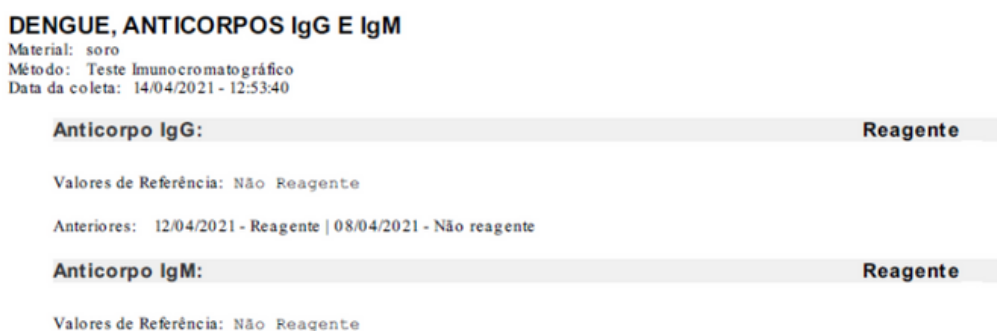 DENGUE, ANTICORPOS IgG E IgM
Material: soro
Método: Teste Imunocromatográfico
Data da coleta: 14/04/2021 - 12:53:40
Anticorpo IgG: Reagente
Valores de Referência: Não Reagente
Anteriores: 12/04/2021 - Reagente | 08/04/2021 - Não reagente
Anticorpo IgM: Reagente
Valores de Referência: Não Reagente